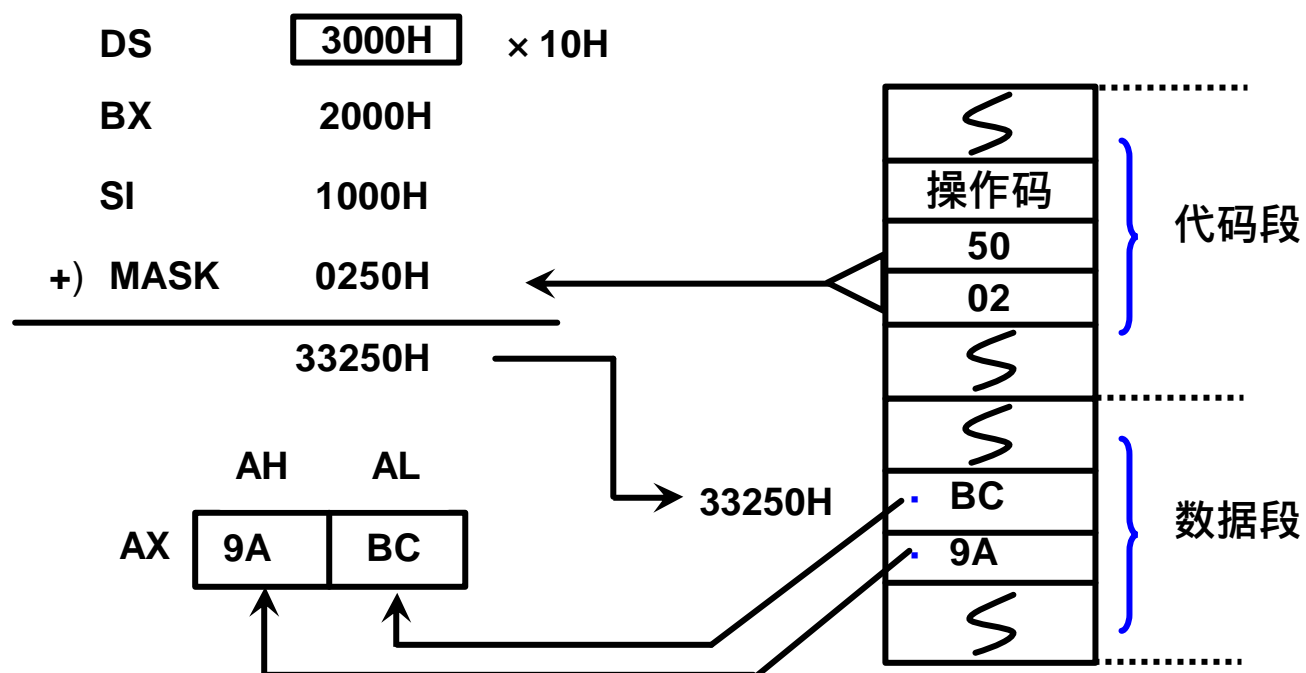 DS 3000H × 10H
BX 2000H
SI 1000H
+) MASK 0250H
33250H
操作码
50
02
代码段
33250H
BC
9A
数据段
AH AL
AX 9A BC